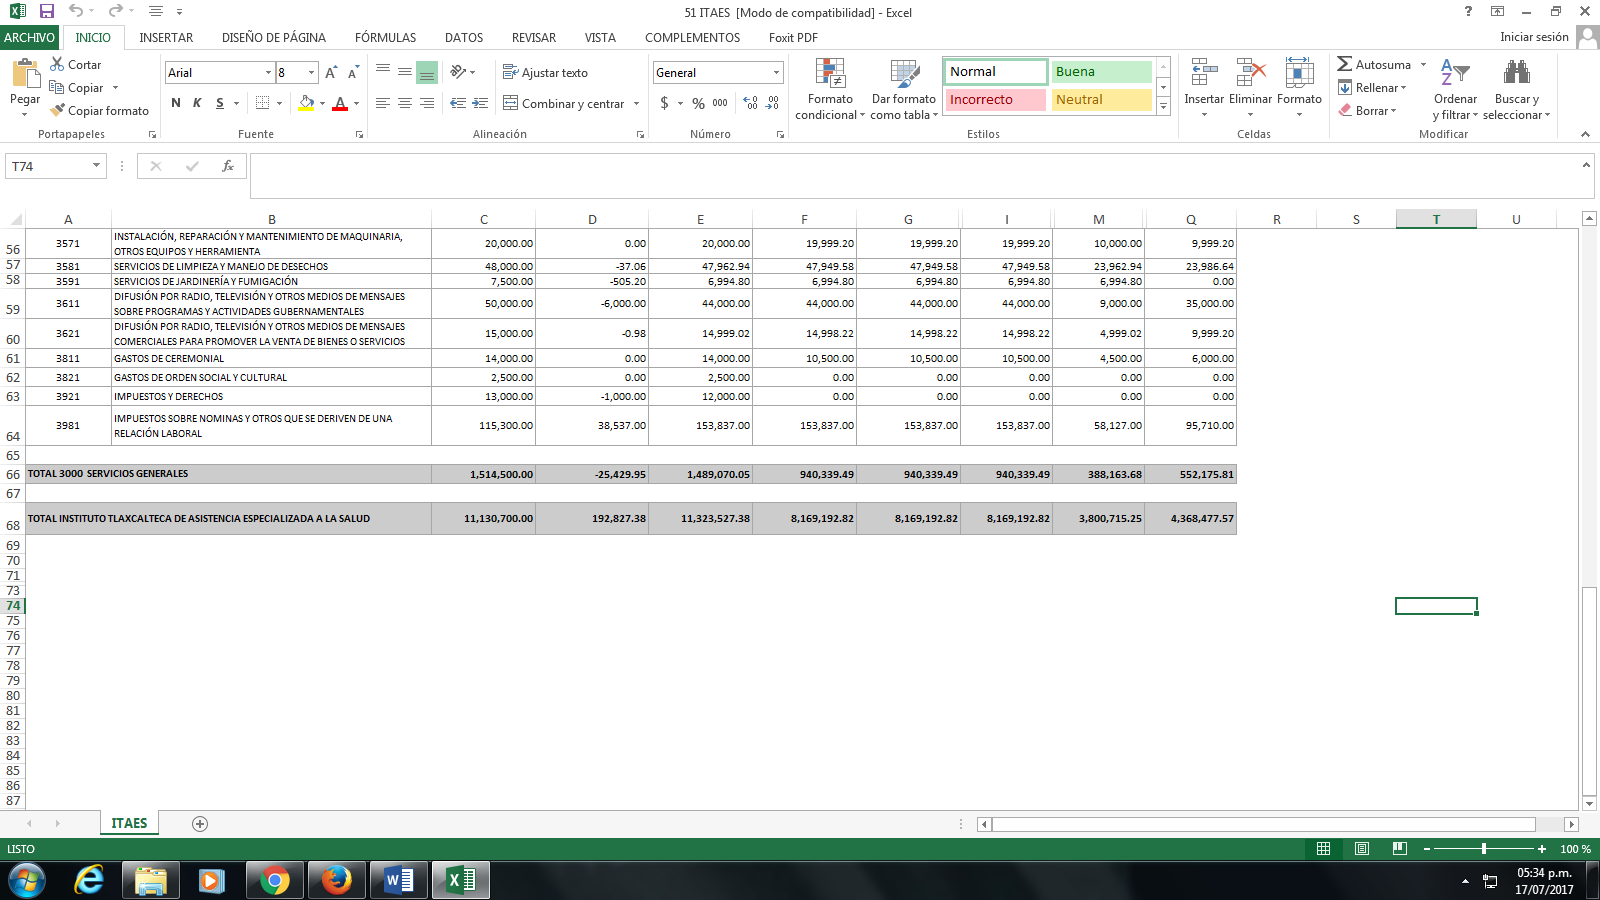 51 ITAES  [Modo de compatibilidad] - Excel
?
ARCHIVO INICIO INSERTAR DISEÑO DE PÁGINA FÓRMULAS DATOS REVISAR VISTA COMPLEMENTOS Foxit PDF Iniciar sesión
Pegar
Cortar
Copiar
Copiar formato
Portapapeles
Arial 8
N K S
Fuente
Ajustar texto
Combinar y centrar
Alineación
General
$ % 000
Número
Formato condicional
Dar formato como tabla
Normal Buena
Incorrecto Neutral
Estilos
Insertar Eliminar Formato
Celdas
Autosuma
Rellenar
Borrar
Ordenar y filtrar
Buscar y seleccionar
Modificar
T74 fx
A B C D E F G I M Q R S T U
56 3571 INSTALACIÓN, REPARACIÓN Y MANTENIMIENTO DE MAQUINARIA, OTROS EQUIPOS Y HERRAMIENTA 20,000.00 0.00 20,000.00 19,999.20 19,999.20 19,999.20 10,000.00 9,999.20
57 3581 SERVICIOS DE LIMPIEZA Y MANEJO DE DESECHOS 48,000.00 -37.06 47,962.94 47,949.58 47,949.58 47,949.58 23,962.94 23,986.64
58 3591 SERVICIOS DE JARDINERÍA Y FUMIGACIÓN 7,500.00 -505.20 6,994.80 6,994.80 6,994.80 6,994.80 6,994.80 0.00
59 3611 DIFUSIÓN POR RADIO, TELEVISIÓN Y OTROS MEDIOS DE MENSAJES SOBRE PROGRAMAS Y ACTIVIDADES GUBERNAMENTALES 50,000.00 -6,000.00 44,000.00 44,000.00 44,000.00 44,000.00 9,000.00 35,000.00
60 3621 DIFUSIÓN POR RADIO, TELEVISIÓN Y OTROS MEDIOS DE MENSAJES COMERCIALES PARA PROMOVER LA VENTA DE BIENES O SERVICIOS 15,000.00 -0.98 14,999.02 14,998.22 14,998.22 14,998.22 4,999.02 9,999.20
61 3811 GASTOS DE CEREMONIAL 14,000.00 0.00 14,000.00 10,500.00 10,500.00 10,500.00 4,500.00 6,000.00
62 3821 GASTOS DE ORDEN SOCIAL Y CULTURAL 2,500.00 0.00 2,500.00 0.00 0.00 0.00 0.00 0.00
63 3921 IMPUESTOS Y DERECHOS 13,000.00 -1,000.00 12,000.00 0.00 0.00 0.00 0.00 0.00
64 3981 IMPUESTOS SOBRE NOMINAS Y OTROS QUE SE DERIVEN DE UNA RELACIÓN LABORAL 115,300.00 38,537.00 153,837.00 153,837.00 153,837.00 153,837.00 58,127.00 95,710.00
65
66 TOTAL 3000  SERVICIOS GENERALES 1,514,500.00 -25,429.95 1,489,070.05 940,339.49 940,339.49 940,339.49 388,163.68 552,175.81
67
68 TOTAL INSTITUTO TLAXCALTECA DE ASISTENCIA ESPECIALIZADA A LA SALUD 11,130,700.00 192,827.38 11,323,527.38 8,169,192.82 8,169,192.82 8,169,192.82 3,800,715.25 4,368,477.57
69
70
71
73
74
75
76
77
78
79
80
81
82
83
84
85
86
87
ITAES
LISTO 100 %
05:34 p.m.
17/07/2017